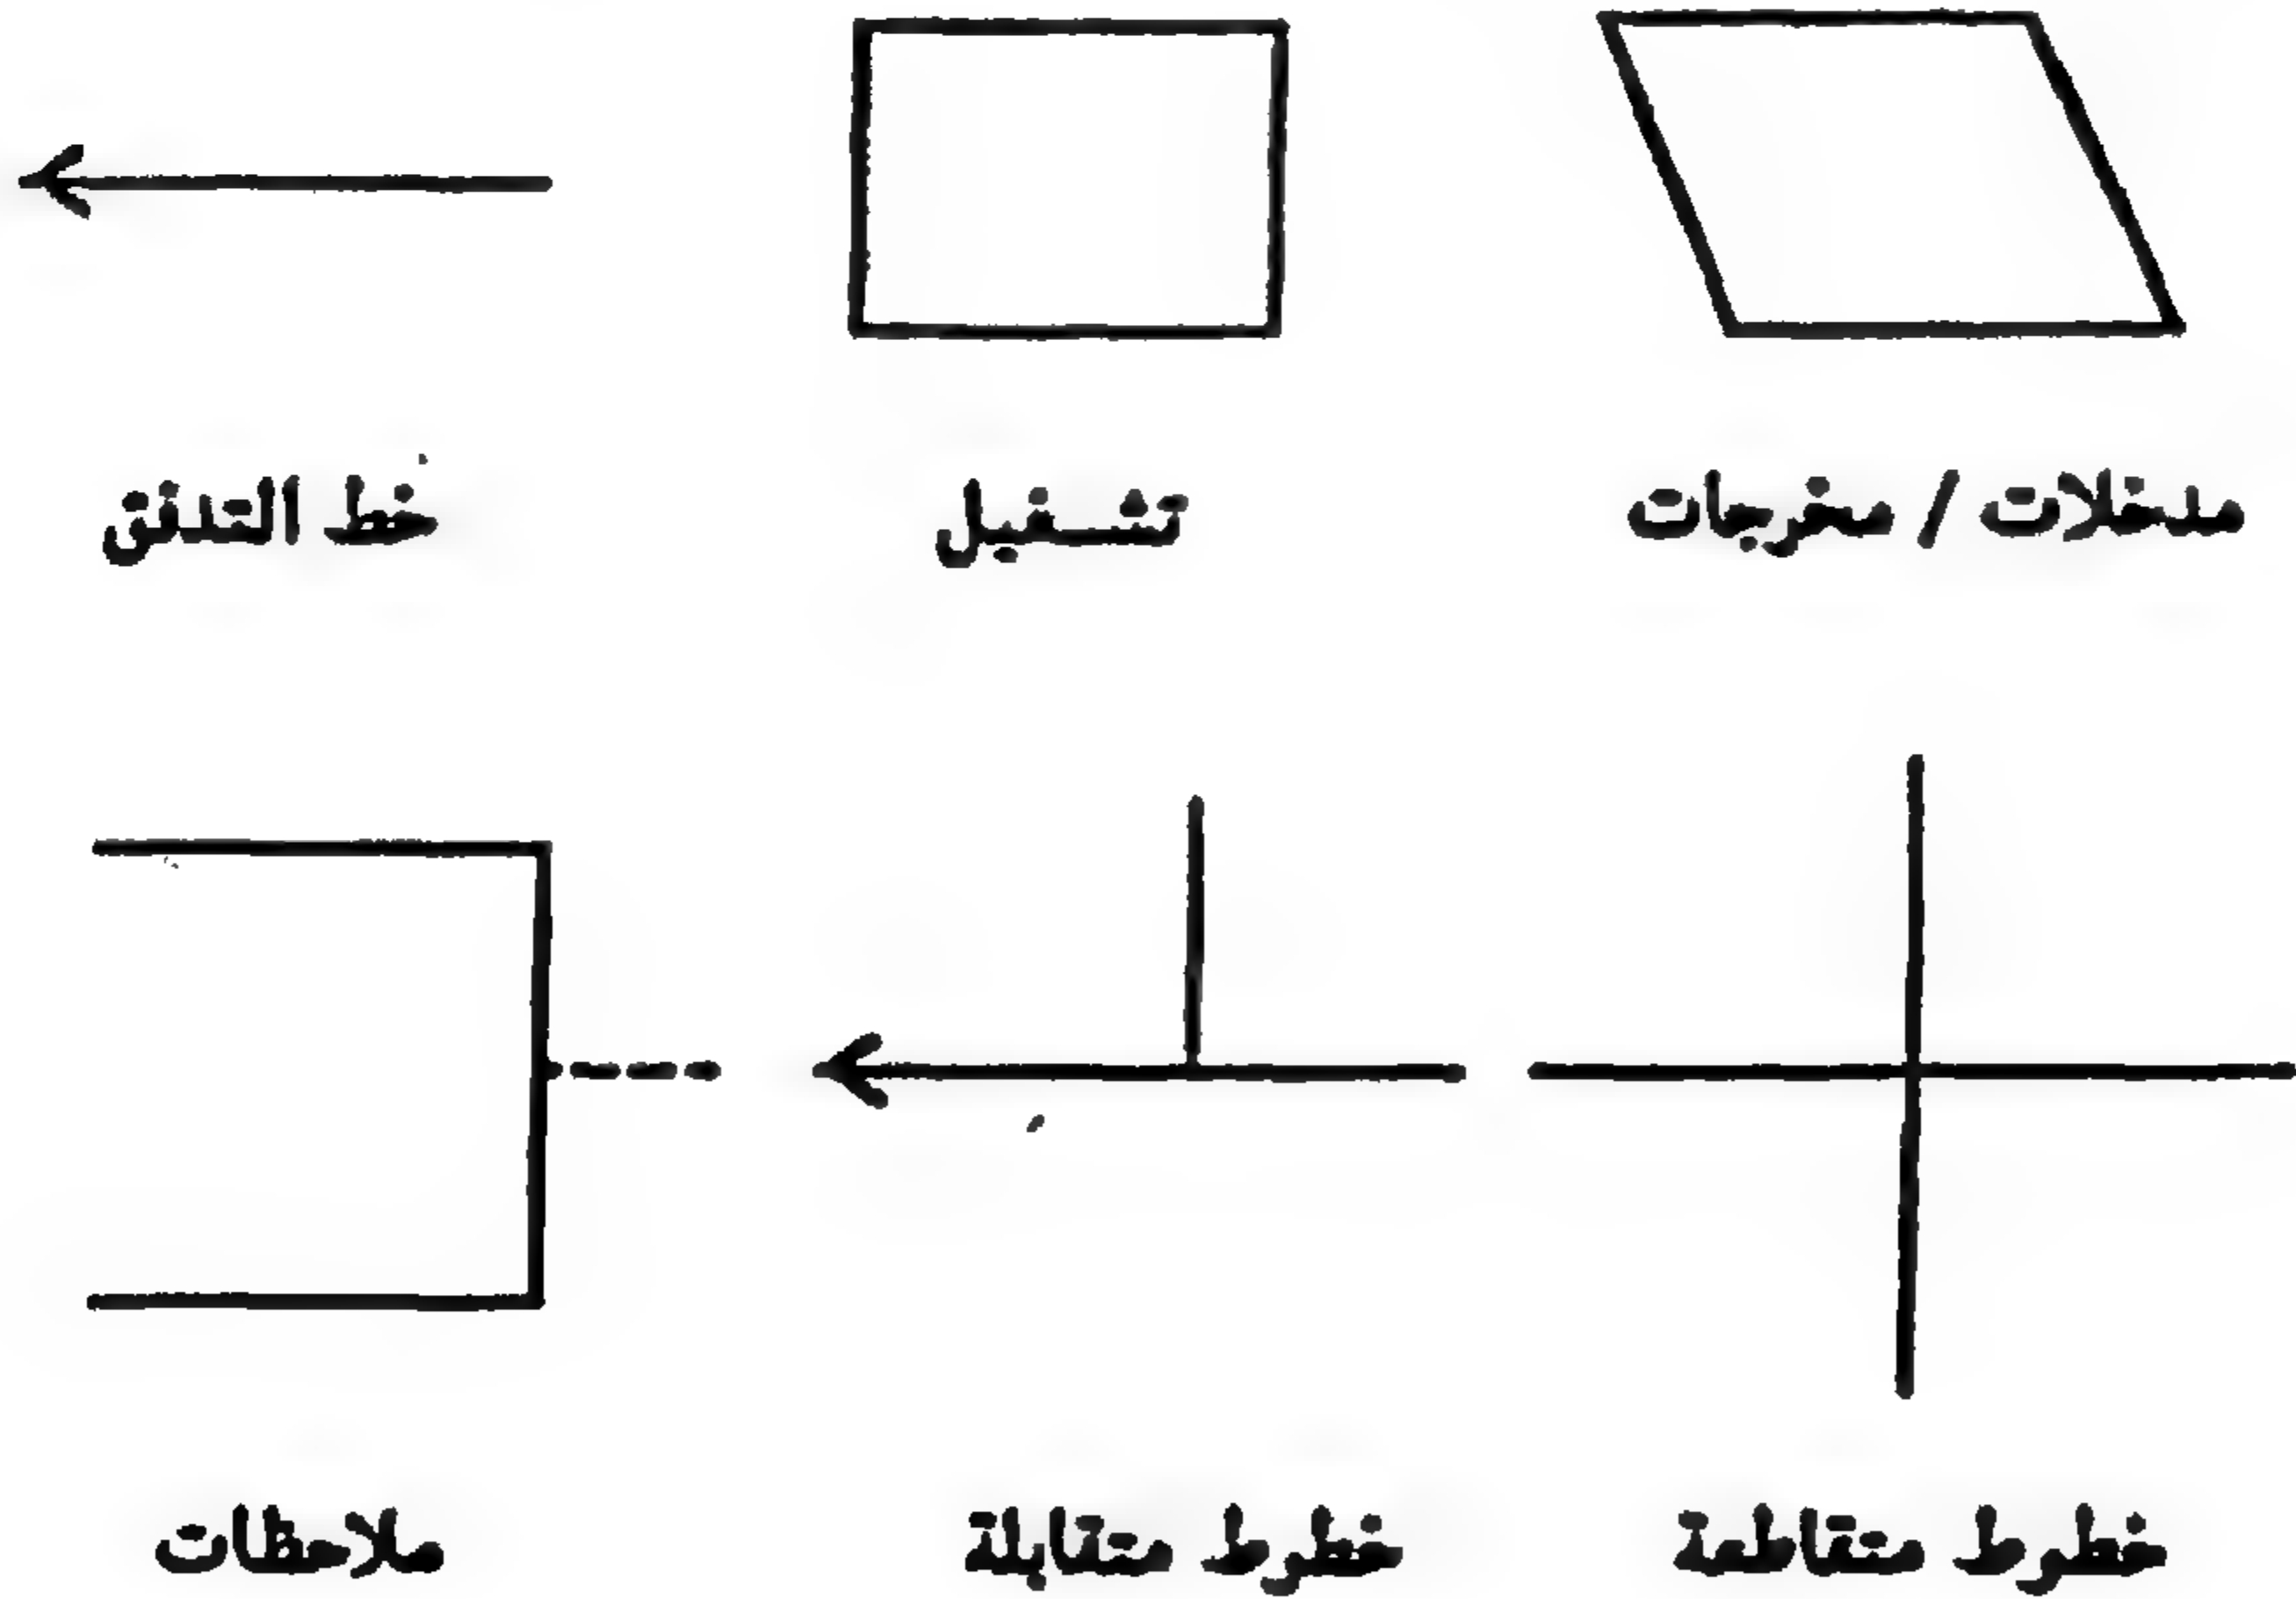 مدخلات / مخرجات
تشغيل
خط التدفق
خطوط متقاطعة
خطوط متقابلة
ملاحظات